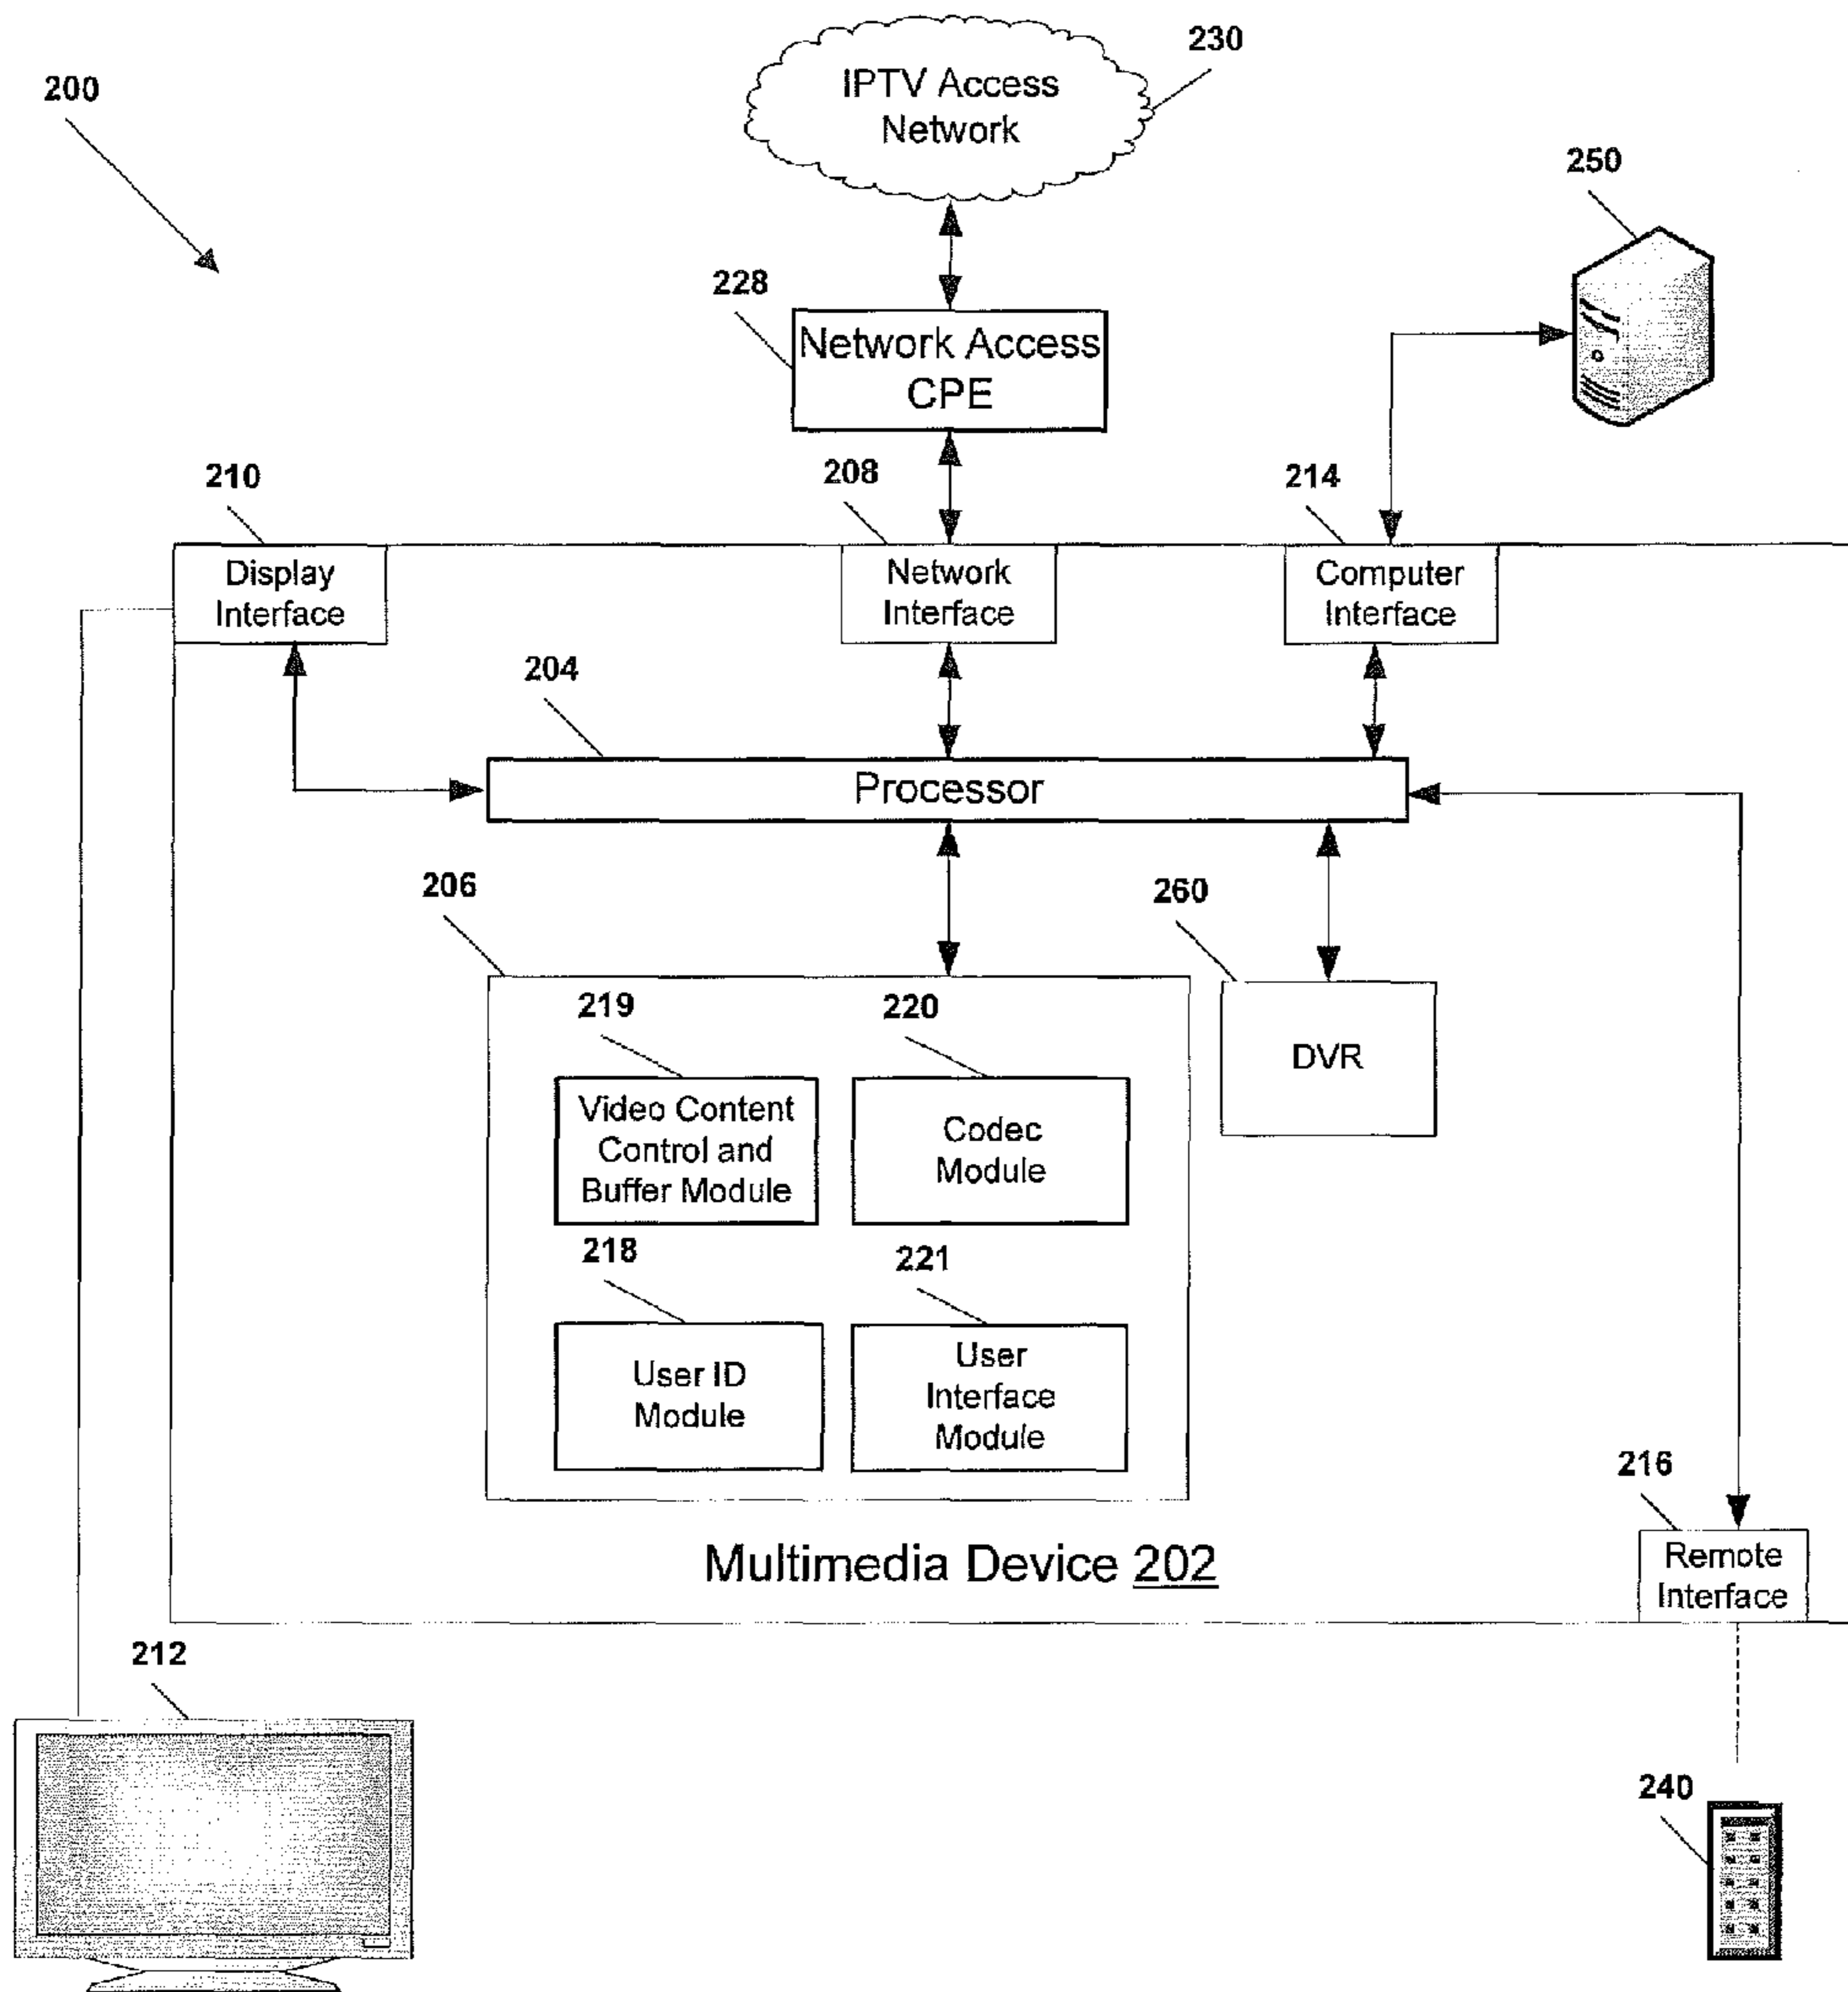 230
IPTV Access
Network
200
250
228
Network Access
CPE
210
208
214
Display
Interface
Network
Interface
Computer
Interface
204
Processor
206
260
219
220
Video Content
Control and
Buffer Module
Codec
Module
DVR
218
221
User ID
Module
User
Interface
Module
216
Multimedia Device 202
Remote
Interface
212
240